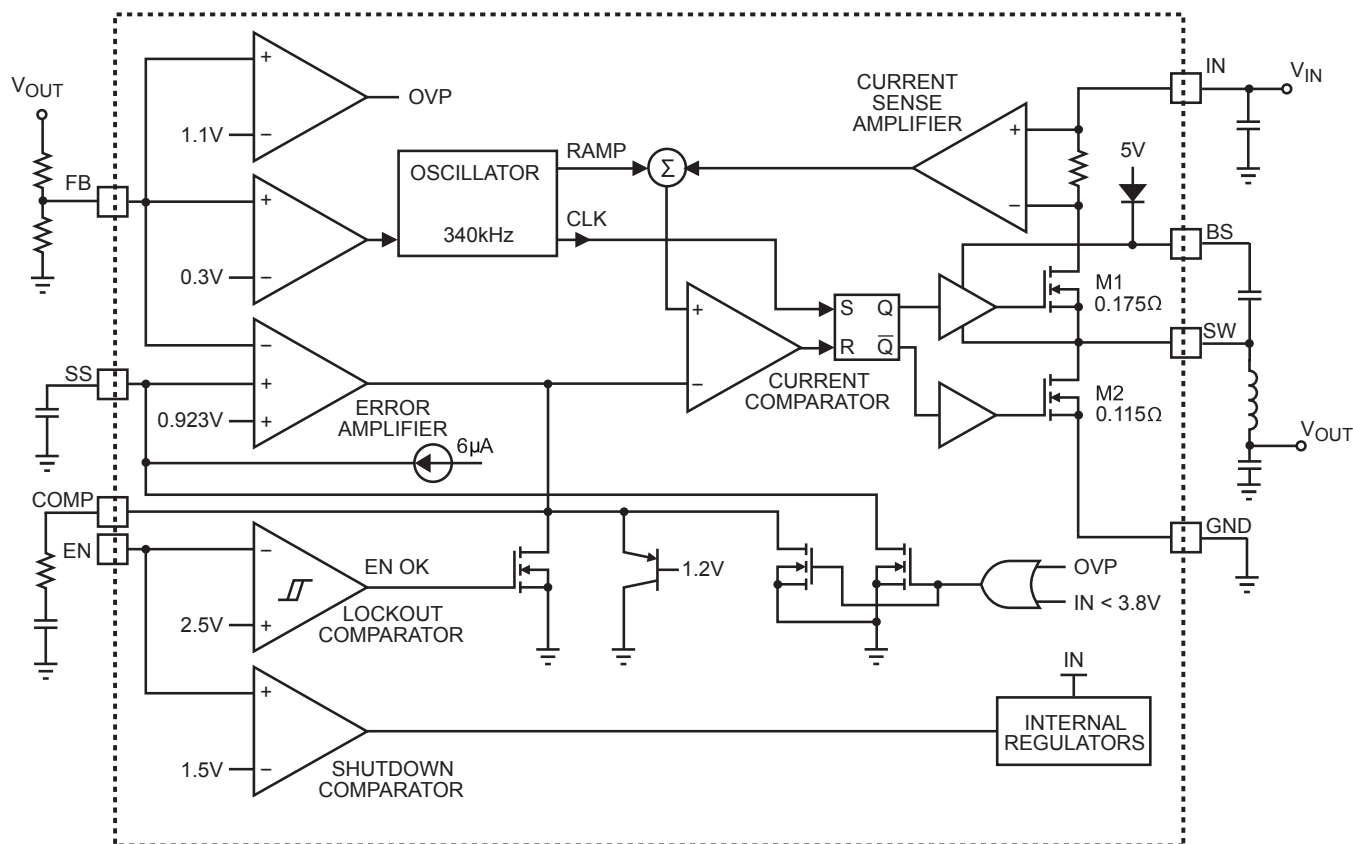 V_OUT
FB
SS
COMP
EN
+
1.1V
−
OVP
+
0.3V
−
OSCILLATOR
340kHz
RAMP
CLK
Σ
CURRENT
SENSE
AMPLIFIER
+
−
IN
V_IN
5V
BS
M1
0.175Ω
SW
M2
0.115Ω
V_OUT
GND
S
Q
R
Q̅
+
−
CURRENT
COMPARATOR
−
+
0.923V
+
ERROR
AMPLIFIER
6µA
−
EN OK
2.5V
+
LOCKOUT
COMPARATOR
1.2V
OVP
IN < 3.8V
+
1.5V
−
SHUTDOWN
COMPARATOR
IN
INTERNAL
REGULATORS